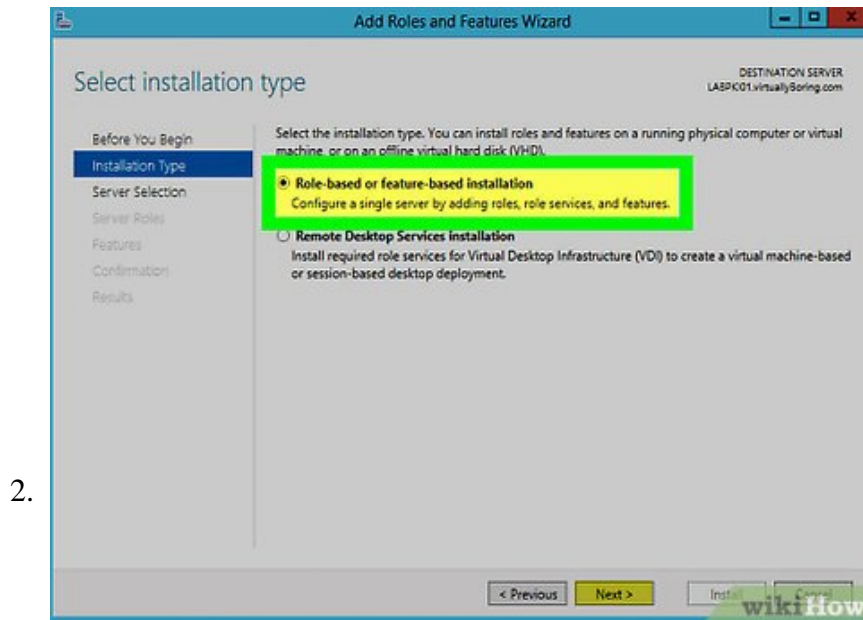 Add Roles and Features Wizard
Select installation type
DESTINATION SERVER
LABPKI01.virtuallyBoring.com
Before You Begin
Installation Type
Server Selection
Server Roles
Features
Confirmation
Results
Select the installation type. You can install roles and features on a running physical computer or virtual
machine, or on an offline virtual hard disk (VHD).
Role-based or feature-based installation
Configure a single server by adding roles, role services, and features.
Remote Desktop Services installation
Install required role services for Virtual Desktop Infrastructure (VDI) to create a virtual machine-based
or session-based desktop deployment.
2.
< Previous Next > Install Cancel
wikiHow